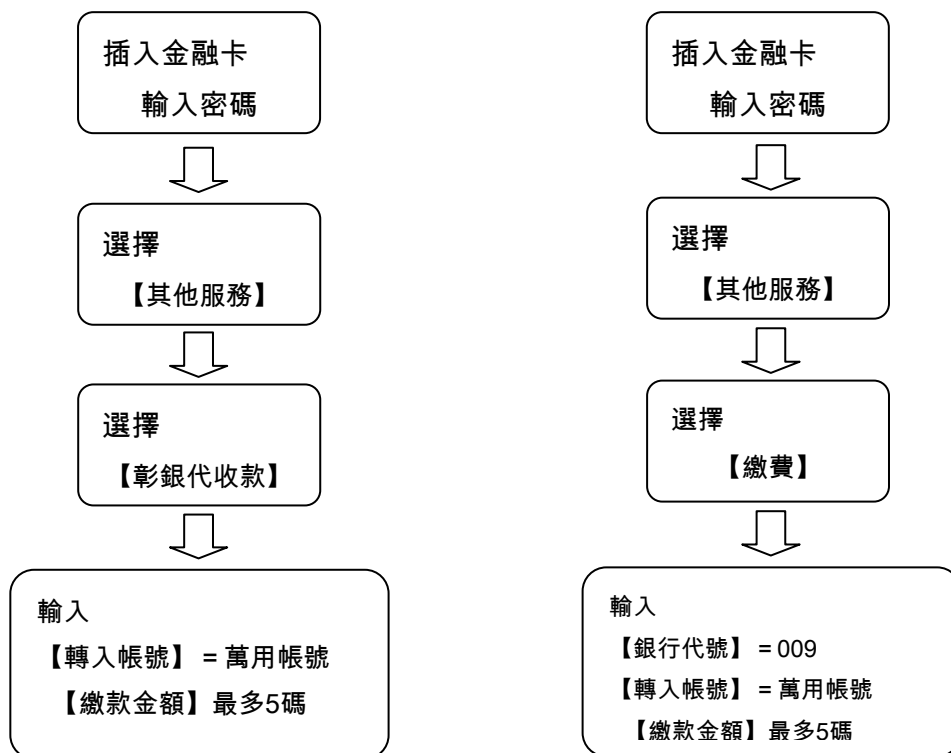 插入金融卡
輸入密碼
選擇
【其他服務】
選擇
【彰銀代收款】
輸入
【轉入帳號】 = 萬用帳號
【繳款金額】最多5碼
插入金融卡
輸入密碼
選擇
【其他服務】
選擇
【繳費】
輸入
【銀行代號】 = 009
【轉入帳號】 = 萬用帳號
【繳款金額】最多5碼